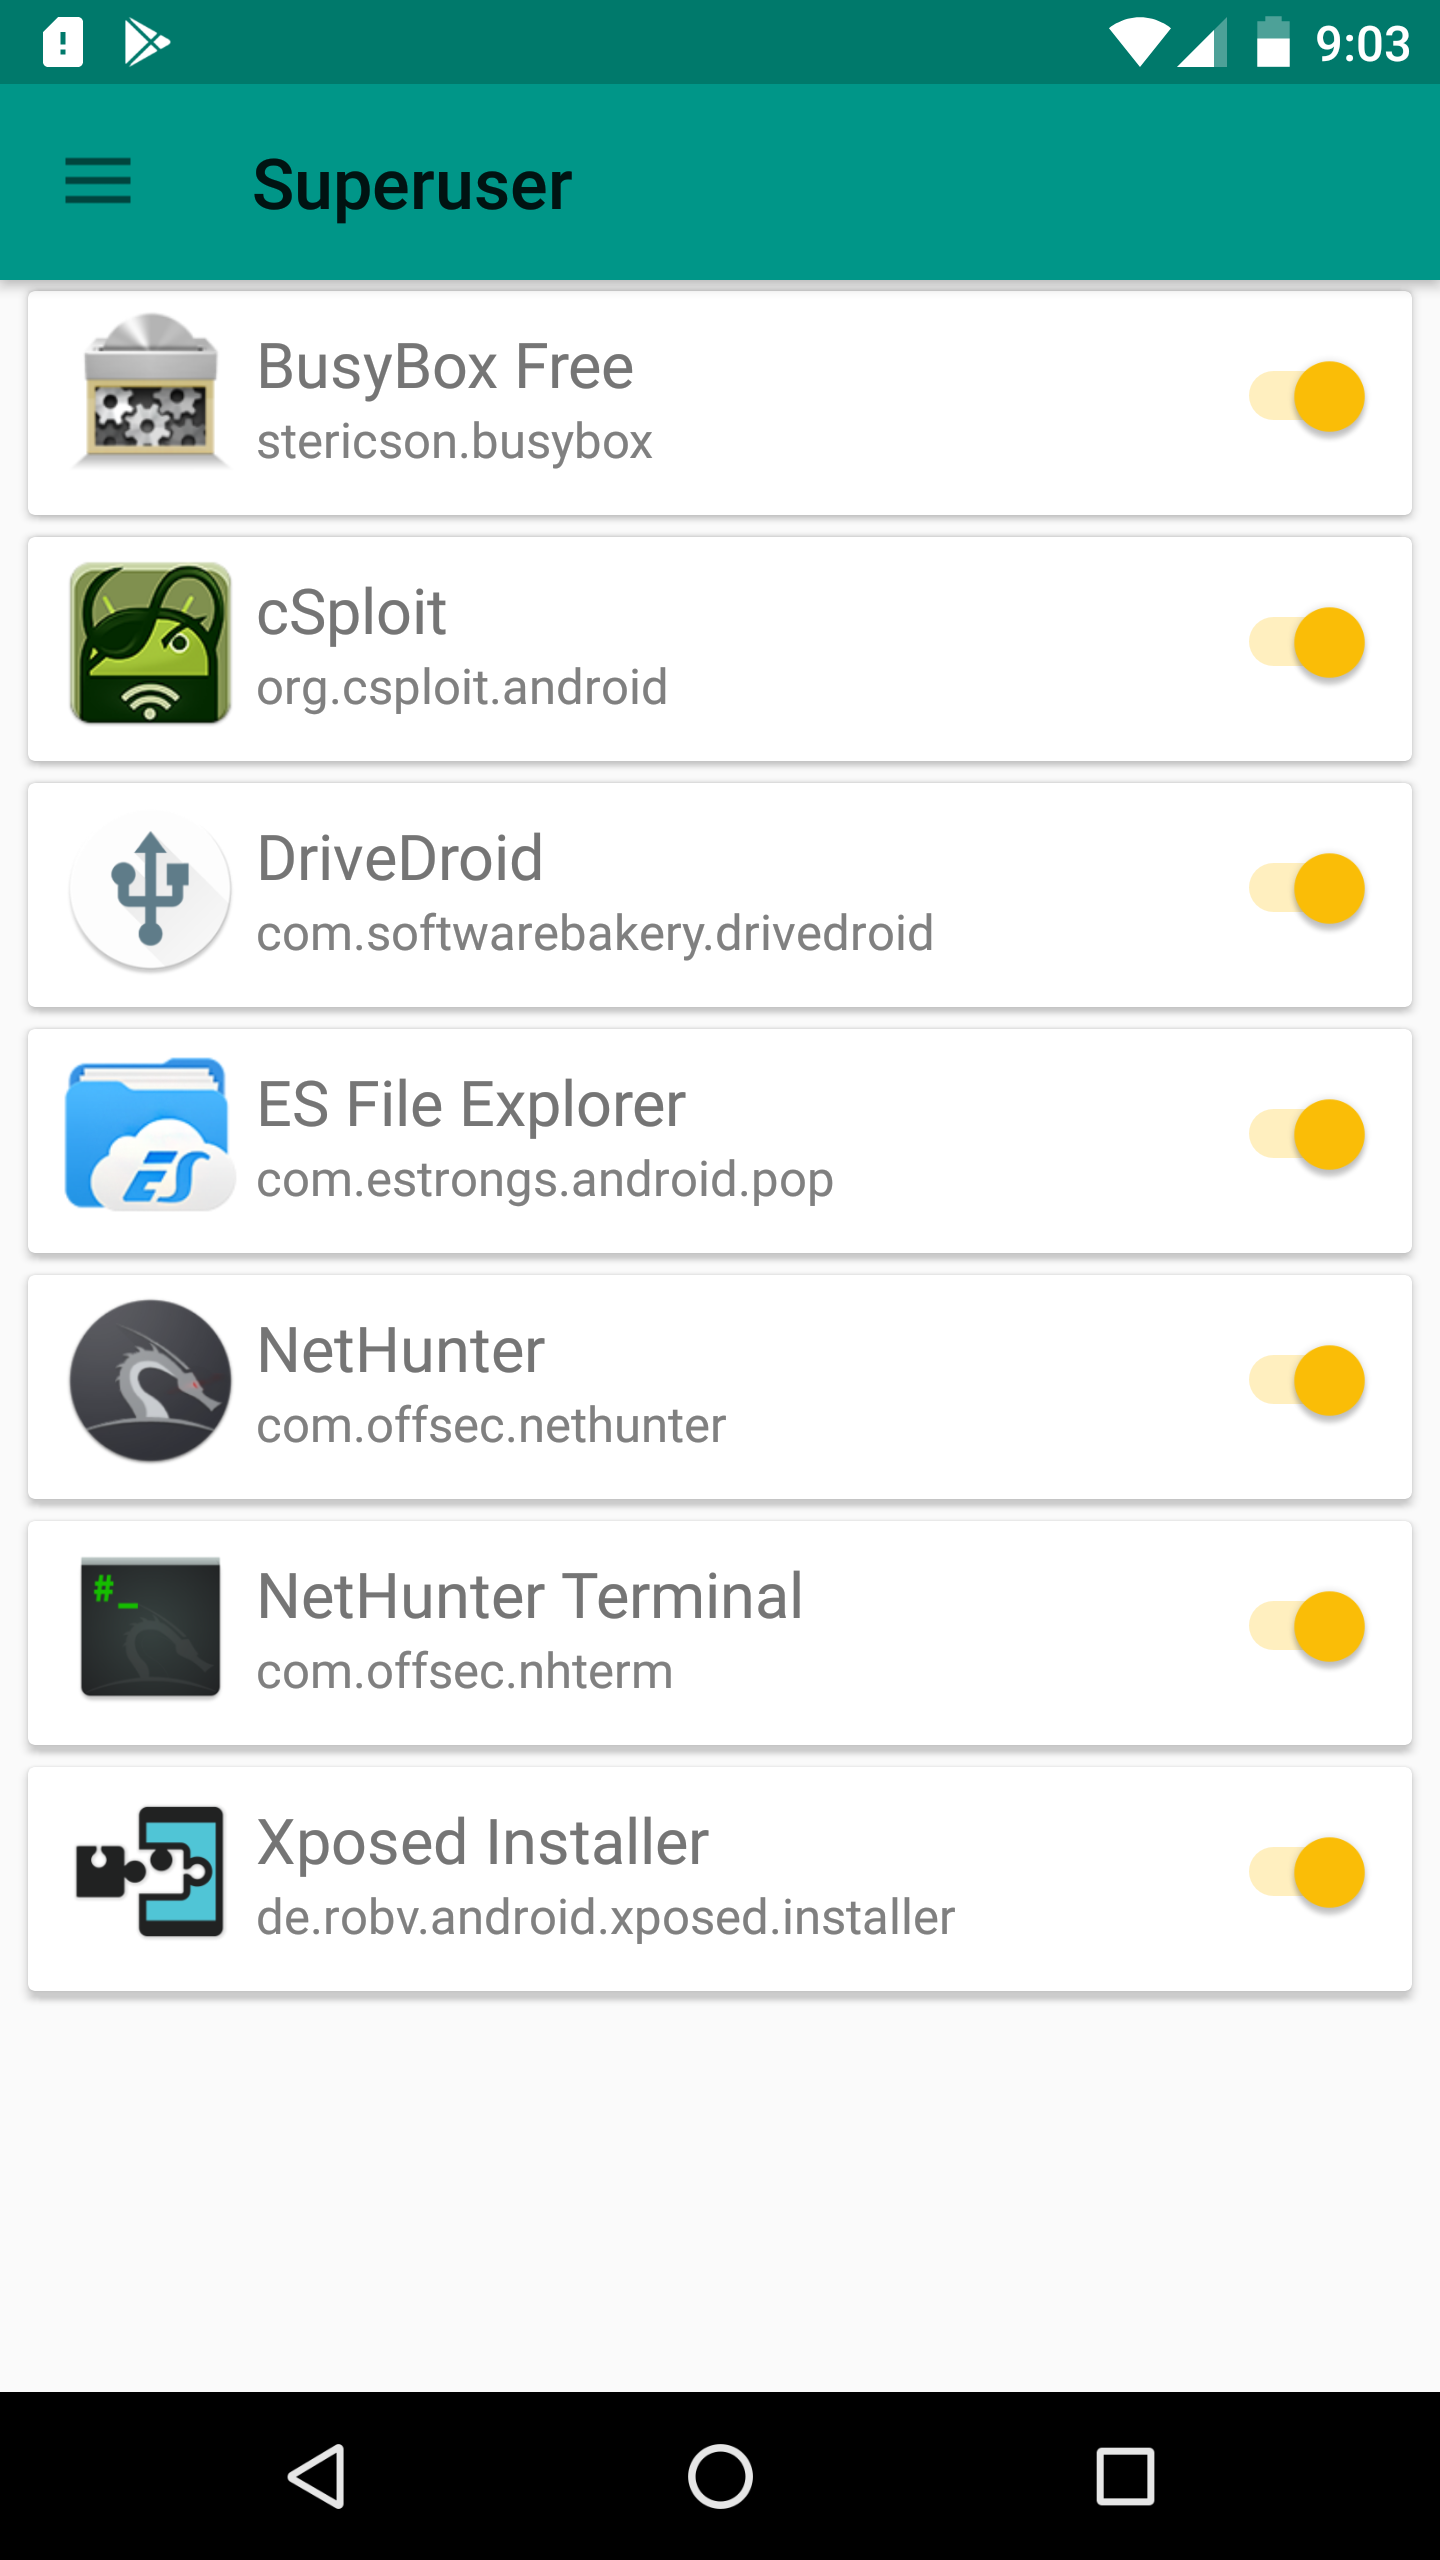 9:03
Superuser
BusyBox Free
stericson.busybox
cSploit
org.csploit.android
DriveDroid
com.softwarebakery.drivedroid
ES File Explorer
com.estrongs.android.pop
ES
NetHunter
com.offsec.nethunter
NetHunter Terminal
com.offsec.nhterm
#_
Xposed Installer
de.robv.android.xposed.installer